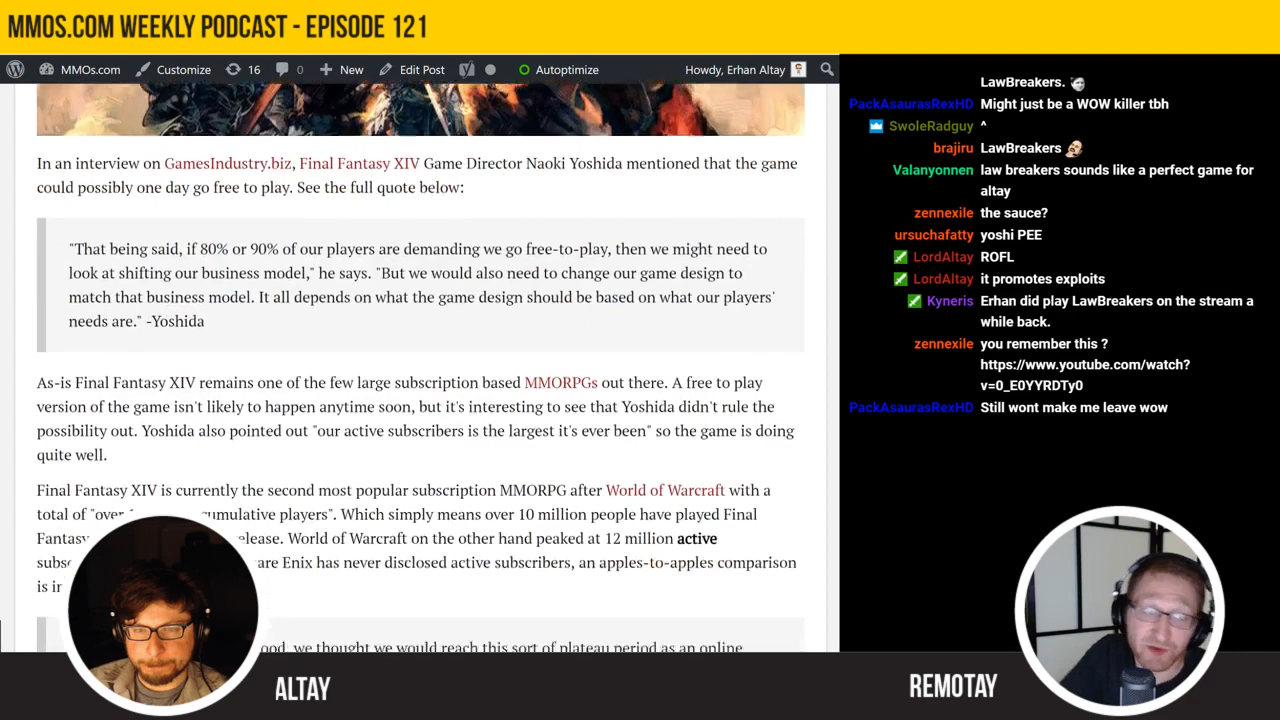 MMOS.COM WEEKLY PODCAST - EPISODE 121
MMOs.com Customize 16 0 New Edit Post Autoptimize Howdy, Erhan Altay
In an interview on GamesIndustry.biz, Final Fantasy XIV Game Director Naoki Yoshida mentioned that the game
could possibly one day go free to play. See the full quote below:
"That being said, if 80% or 90% of our players are demanding we go free-to-play, then we might need to
look at shifting our business model," he says. "But we would also need to change our game design to
match that business model. It all depends on what the game design should be based on what our players'
needs are." -Yoshida
As-is Final Fantasy XIV remains one of the few large subscription based MMORPGs out there. A free to play
version of the game isn't likely to happen anytime soon, but it's interesting to see that Yoshida didn't rule the
possibility out. Yoshida also pointed out "our active subscribers is the largest it's ever been" so the game is doing
quite well.
Final Fantasy XIV is currently the second most popular subscription MMORPG after World of Warcraft with a
total of "over players". Which simply means over 10 million people have played Final
World of Warcraft on the other hand peaked at 12 million active
Enix has never disclosed active subscribers, an apples-to-apples comparison
is
we thought we would reach this sort of plateau period as an online
LawBreakers.
PackAsaurasRexHD Might just be a WOW killer tbh
SwoleRadguy ^
brajiru LawBreakers
Valanyonnen law breakers sounds like a perfect game for
altay
zennexile the sauce?
ursuchafatty yoshi PEE
LordAltay ROFL
LordAltay it promotes exploits
Kyneris Erhan did play LawBreakers on the stream a
while back.
zennexile you remember this ?
https://www.youtube.com/watch?
v=0_E0YYRDTy0
PackAsaurasRexHD Still wont make me leave wow
ALTAY
REMOTAY